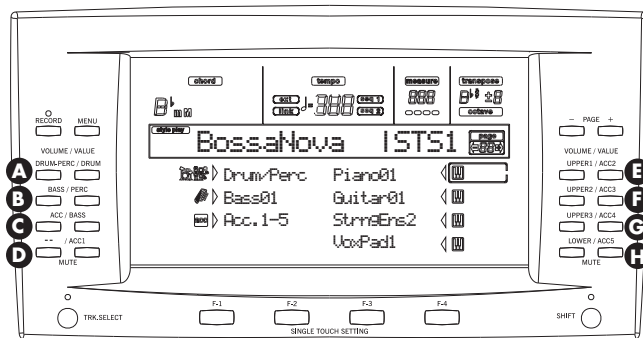 chord
tempo
measure
transpose
ext
seq 1
link
seq 2
octave
RECORD MENU
− PAGE +
style play
BossaNova |STS1
page
VOLUME / VALUE
VOLUME / VALUE
A DRUM-PERC / DRUM
Drum/Perc Piano01
UPPER1 / ACC2 E
B BASS / PERC
Bass01 Guitar01
UPPER2 / ACC3 F
C ACC / BASS
Acc.1-5 StrngEns2
UPPER3 / ACC4 G
D -- / ACC1
VoxPad1
LOWER / ACC5 H
MUTE
MUTE
TRK.SELECT
F-1 F-2 F-3 F-4
SHIFT
SINGLE TOUCH SETTING